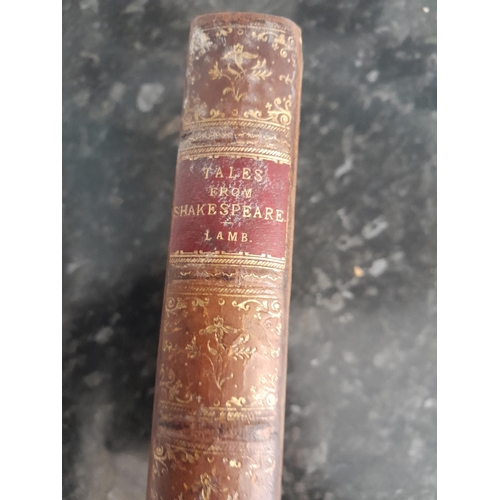 TALES
FROM
SHAKESPEARE.
LAMB.